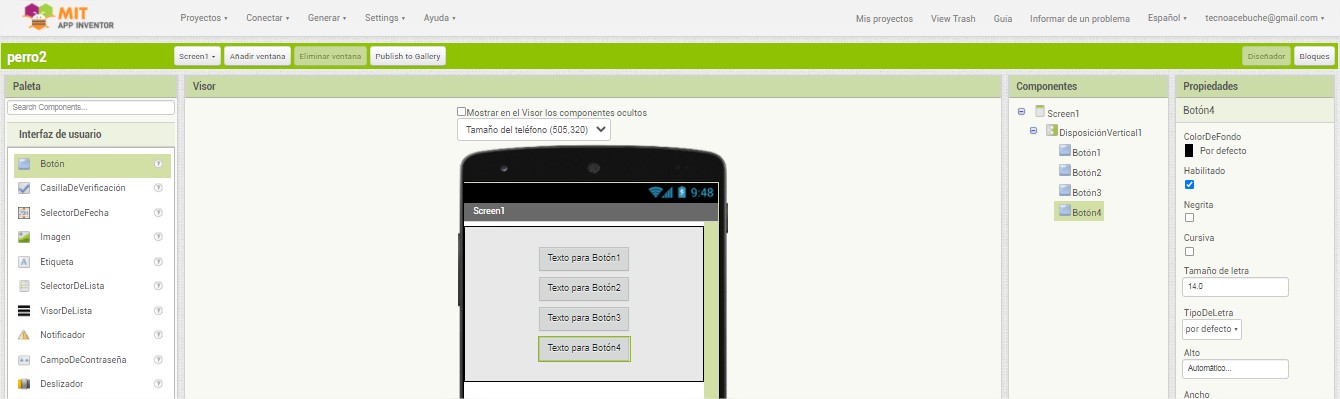 MIT
APP INVENTOR
Proyectos Conectar Generar Settings Ayuda Mis proyectos View Trash Guía Informar de un problema Español tecnoacebuche@gmail.com
perro2 Screen1 Añadir ventana Eliminar ventana Publish to Gallery Diseñador Bloques
Paleta
Search Components...
Interfaz de usuario
Botón
CasillaDeVerificación
SelectorDeFecha
Imagen
Etiqueta
SelectorDeLista
VisorDeLista
Notificador
CampoDeContraseña
Deslizador
Visor
Mostrar en el Visor los componentes ocultos
Tamaño del teléfono (505,320)
9:48
Screen1
Texto para Botón1
Texto para Botón2
Texto para Botón3
Texto para Botón4
Componentes
Screen1
DisposiciónVertical1
Botón1
Botón2
Botón3
Botón4
Propiedades
Botón4
ColorDeFondo
Por defecto
Habilitado
Negrita
Cursiva
Tamaño de letra
14.0
TipoDeLetra
por defecto
Alto
Automático...
Ancho